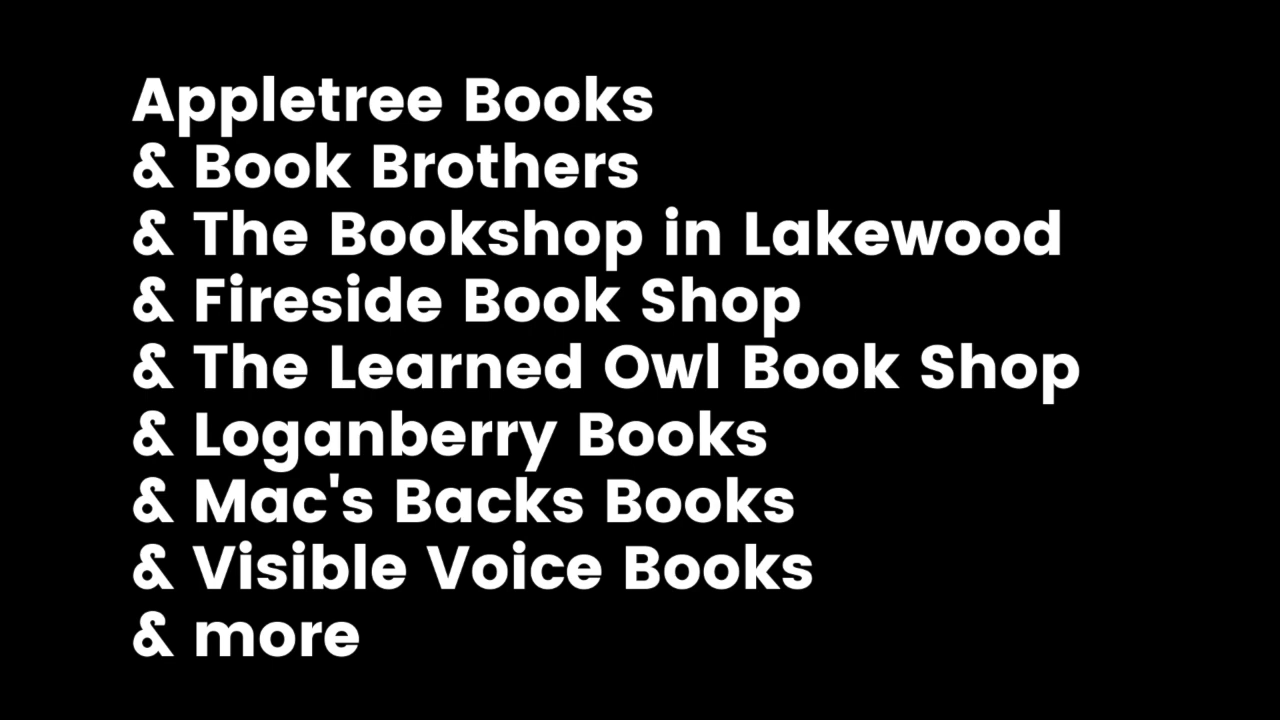 Appletree Books
& Book Brothers
& The Bookshop in Lakewood
& Fireside Book Shop
& The Learned Owl Book Shop
& Loganberry Books
& Mac's Backs Books
& Visible Voice Books
& more